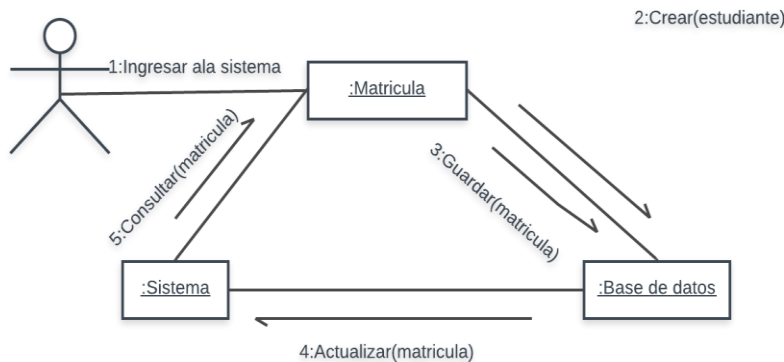 2:Crear(estudiante)
1:Ingresar ala sistema
:Matricula
3:Guardar(matricula)
5:Consultar(matricula)
:Sistema
:Base de datos
4:Actualizar(matricula)